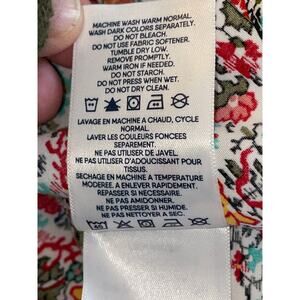 MACHINE WASH WARM NORMAL.
WASH DARK COLORS SEPARATELY.
DO NOT BLEACH.
DO NOT USE FABRIC SOFTENER.
TUMBLE DRY LOW.
REMOVE PROMPTLY.
WARM IRON IF NEEDED.
DO NOT STARCH.
DO NOT PRESS WHEN WET.
DO NOT DRY CLEAN.
LAVAGE EN MACHINE A CHAUD, CYCLE
NORMAL.
LAVER LES COULEURS FONCEES
SEPAREMENT.
NE PAS UTILISER DE JAVEL.
NE PAS UTILISER D'ADOUCISSANT POUR
TISSUS.
SECHAGE EN MACHINE A TEMPERATURE
MODEREE. A ENLEVER RAPIDEMENT.
REPASSER SI NECESSAIRE.
NE PAS AMIDONNER.
NE PAS PRESSER SI HUMIDE.
NE PAS NETTOYER A SEC.